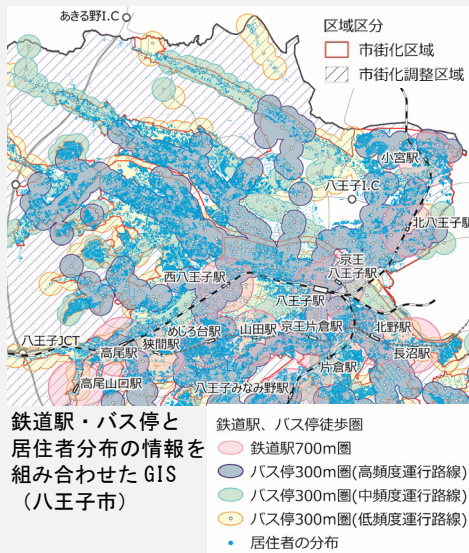 あきる野I.C
区域区分
市街化区域
市街化調整区域
小宮駅
八王子I.C
北八王子駅
京王
八王子駅
西八王子駅
八王子駅
めじろ台駅
山田駅
京王片倉駅
北野駅
八王子JCT
高尾駅
狭間駅
長沼駅
片倉駅
高尾山口駅
八王子みなみ野駅
鉄道駅・バス停と
居住者分布の情報を
組み合わせた GIS
(八王子市)
鉄道駅、バス停徒歩圏
鉄道駅700m圏
バス停300m圏(高頻度運行路線)
バス停300m圏(中頻度運行路線)
バス停300m圏(低頻度運行路線)
居住者の分布